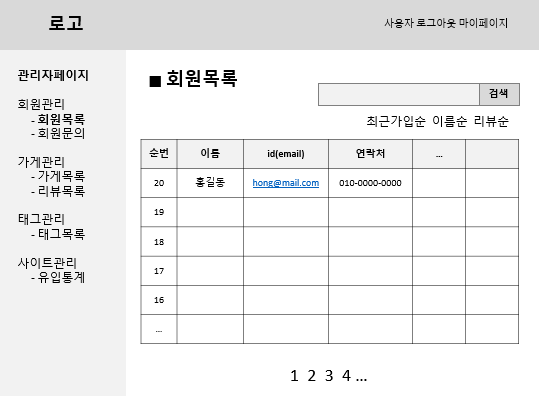 로고
사용자 로그아웃 마이페이지
관리자페이지
회원관리
- 회원목록
- 회원문의
가게관리
- 가게목록
- 리뷰목록
태그관리
- 태그목록
사이트관리
- 유입통계
■ 회원목록
검색
최근가입순 이름순 리뷰순
순번 이름 id(email) 연락처 ...
20 홍길동 hong@mail.com 010-0000-0000
19
18
17
16
...
1 2 3 4 ...